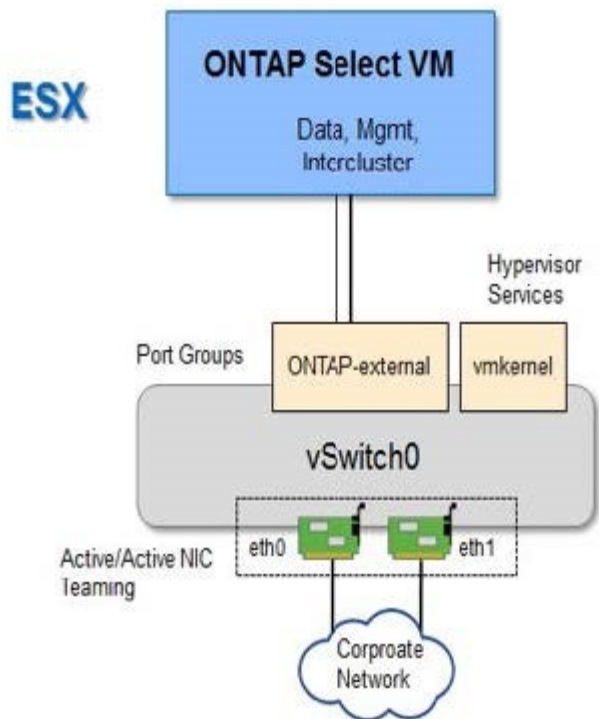 ESX
ONTAP Select VM
Data, Mgmt,
Intercluster
Hypervisor
Services
Port Groups
ONTAP-external
vmkernel
vSwitch0
eth0
eth1
Active/Active NIC
Teaming
Corproate
Network